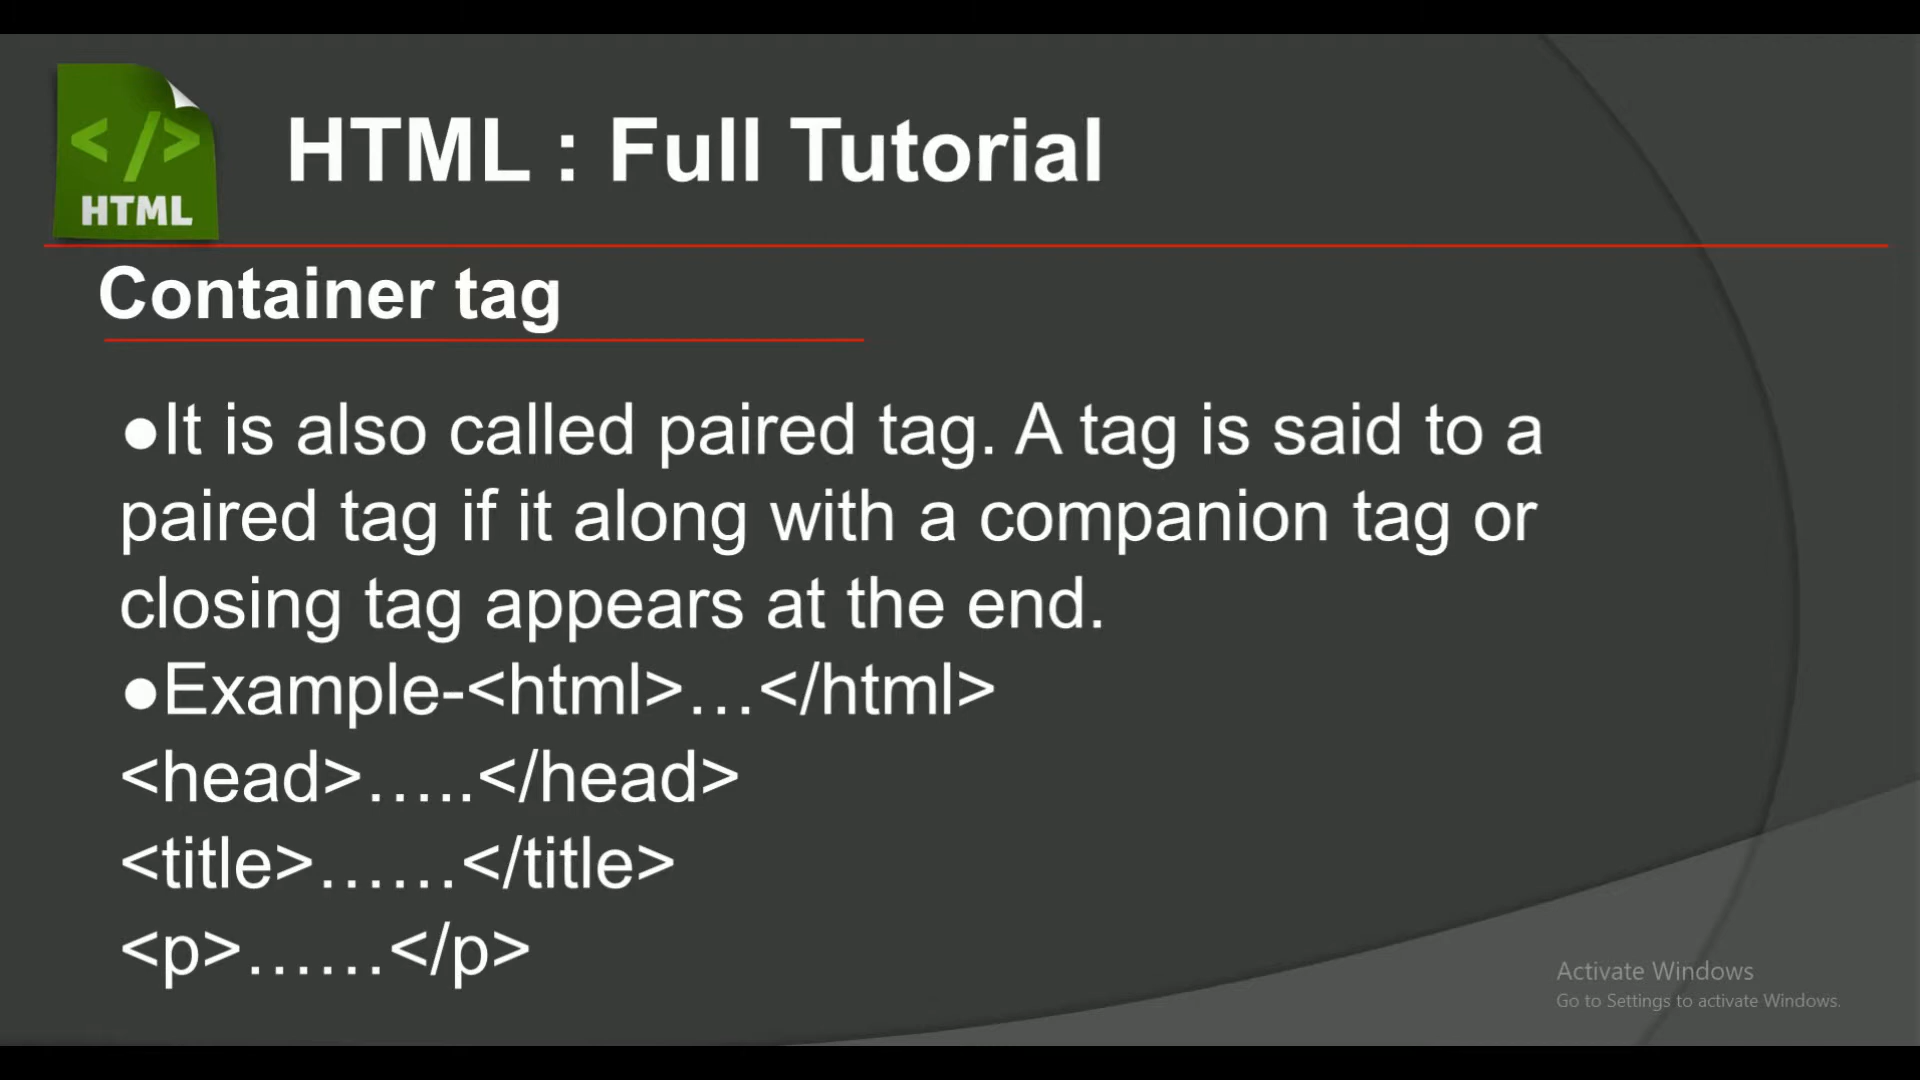 </>
HTML
HTML : Full Tutorial
Container tag
●It is also called paired tag. A tag is said to a
paired tag if it along with a companion tag or
closing tag appears at the end.
●Example-<html>…</html>
<head>…..</head>
<title>……</title>
<p>……</p>
Activate Windows
Go to Settings to activate Windows.